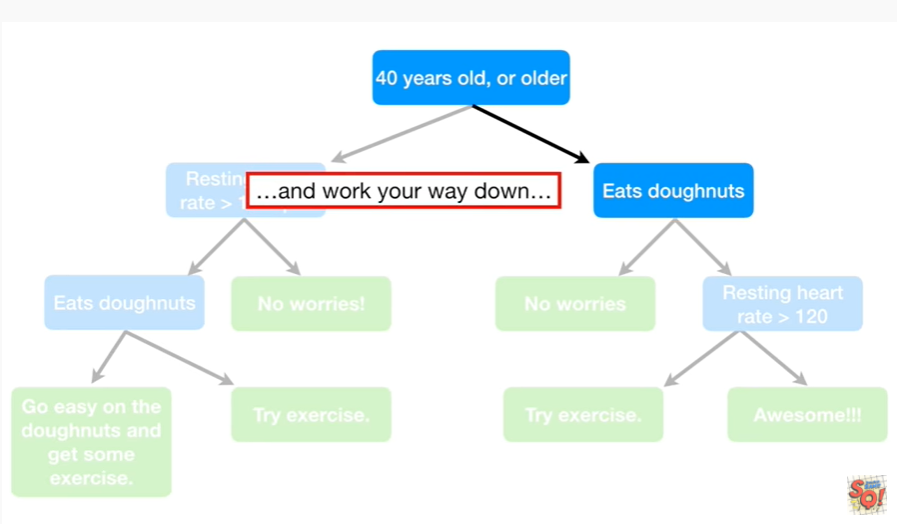 40 years old, or older
Restin
rate > 1
…and work your way down…
Eats doughnuts
Eats doughnuts
No worries!
No worries
Resting heart
rate > 120
Go easy on the
doughnuts and
get some
exercise.
Try exercise.
Try exercise.
Awesome!!!
SQ!